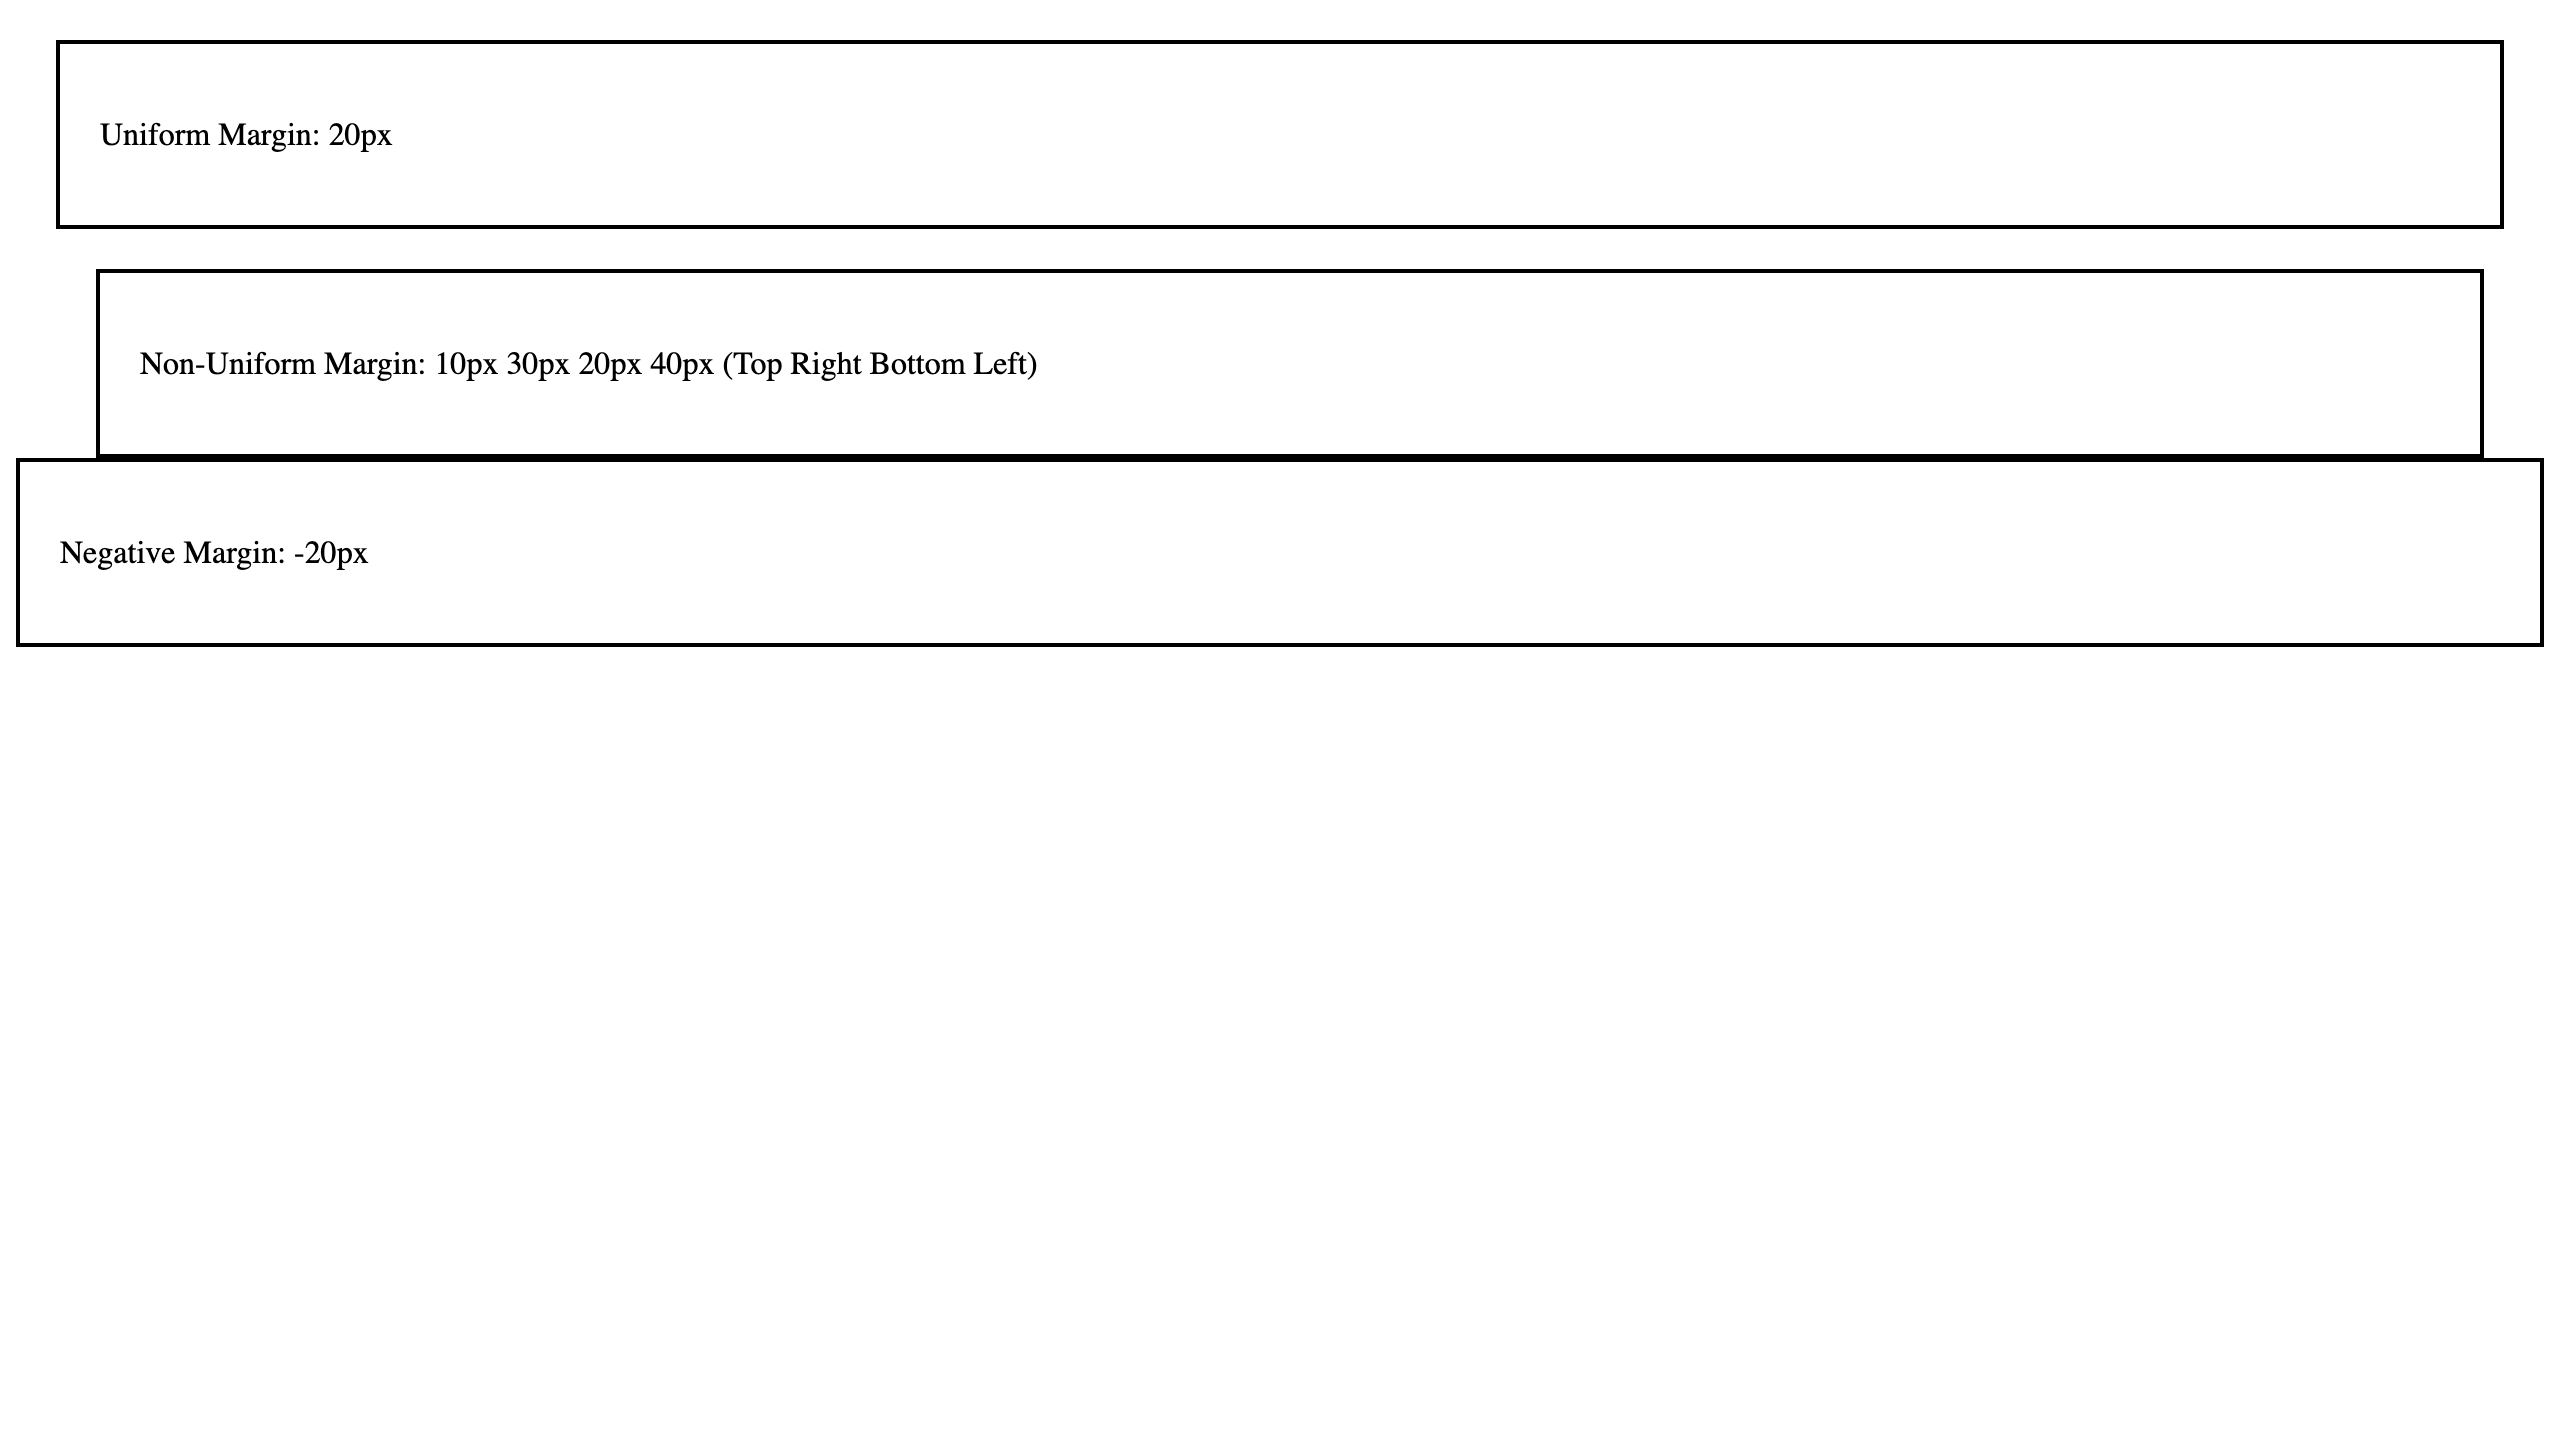 Uniform Margin: 20px
Non-Uniform Margin: 10px 30px 20px 40px (Top Right Bottom Left)
Negative Margin: -20px